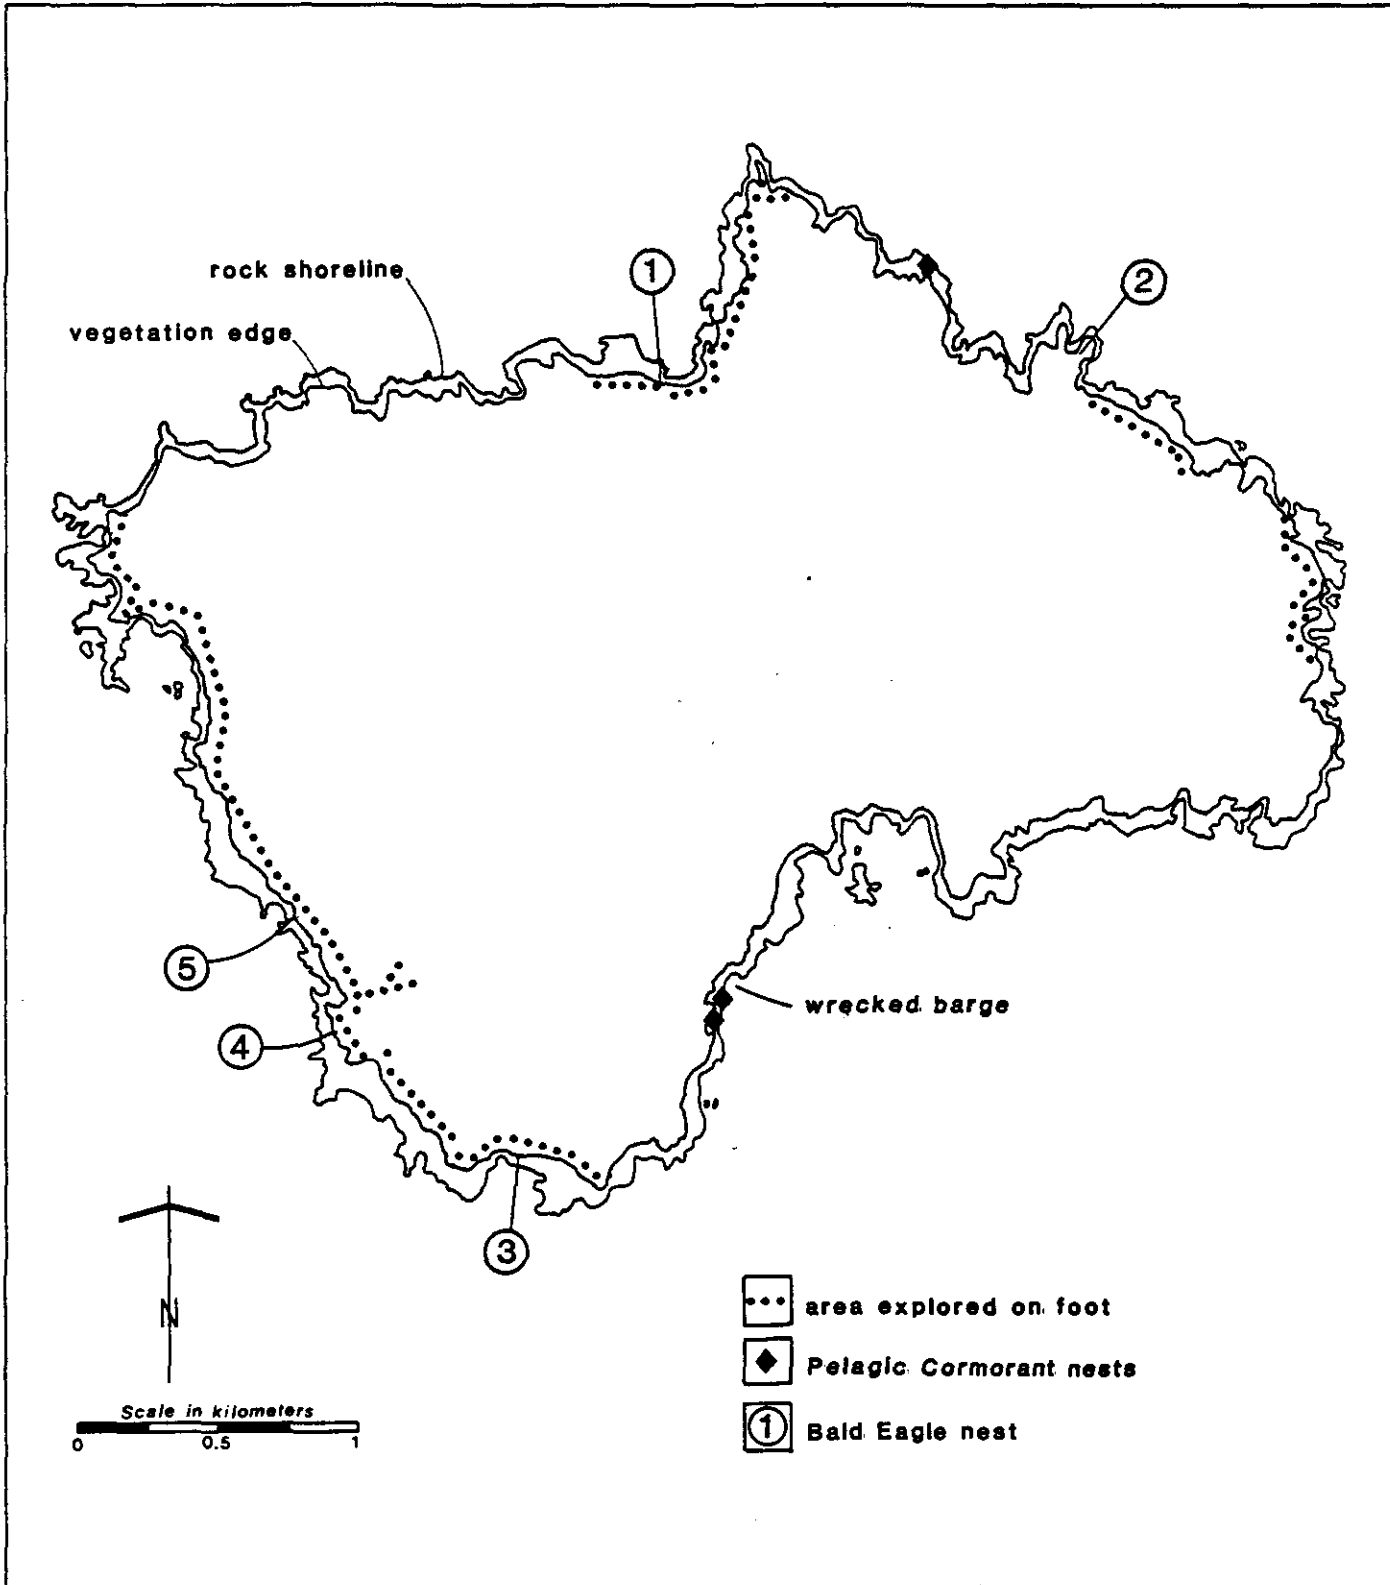 rock shoreline
vegetation edge
1
2
5
4
wrecked barge
3
N
area explored on foot
Pelagic Cormorant nests
1 Bald Eagle nest
Scale in kilometers
0 0.5 1